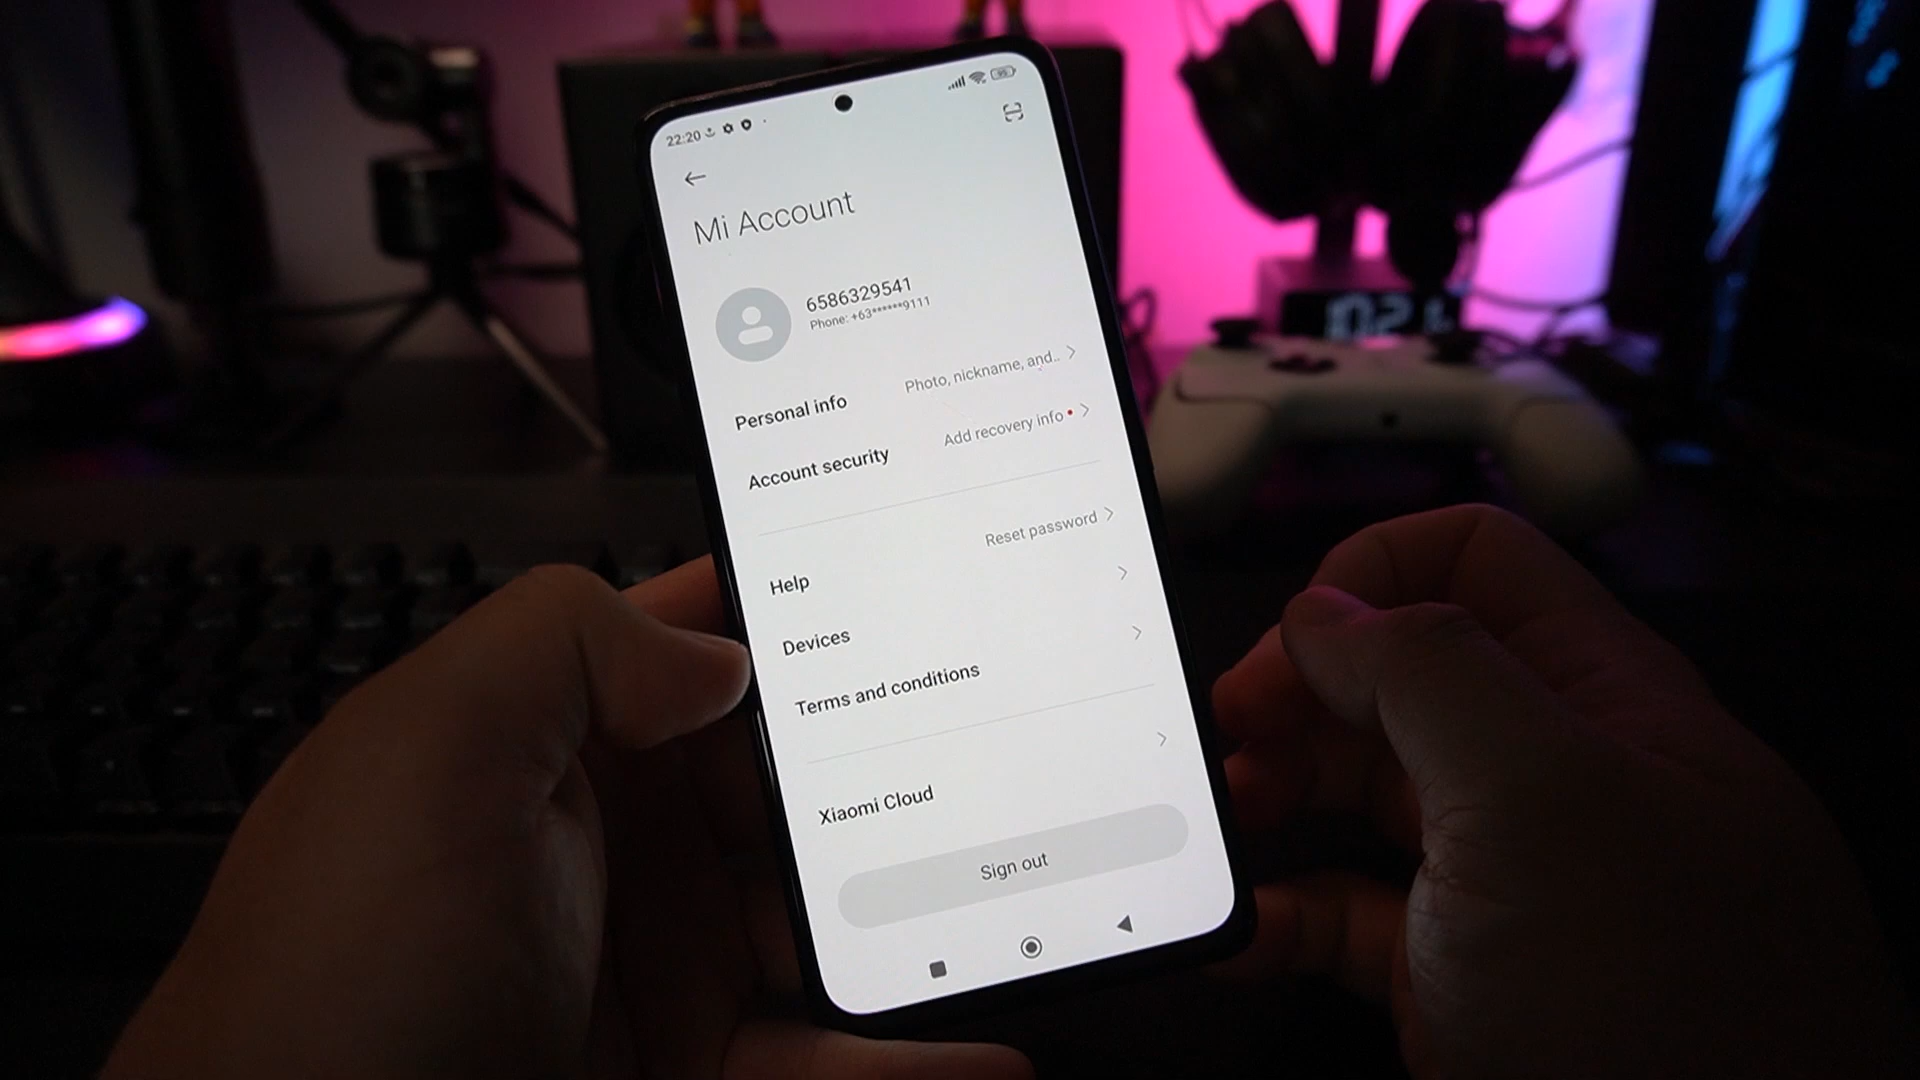 22:20
95
Mi Account
6586329541
Phone: +63******9111
Personal info
Photo, nickname, and..
Account security
Add recovery info
Reset password
Help
Devices
Terms and conditions
Xiaomi Cloud
Sign out